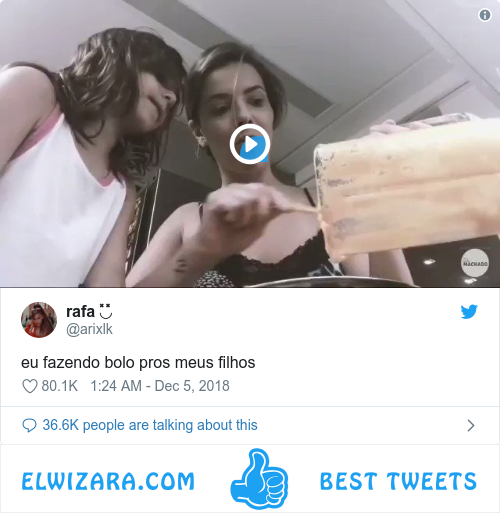 MACHADO
rafa
@arixlk
eu fazendo bolo pros meus filhos
80.1K 1:24 AM - Dec 5, 2018
36.6K people are talking about this
ELWIZARA.COM BEST TWEETS